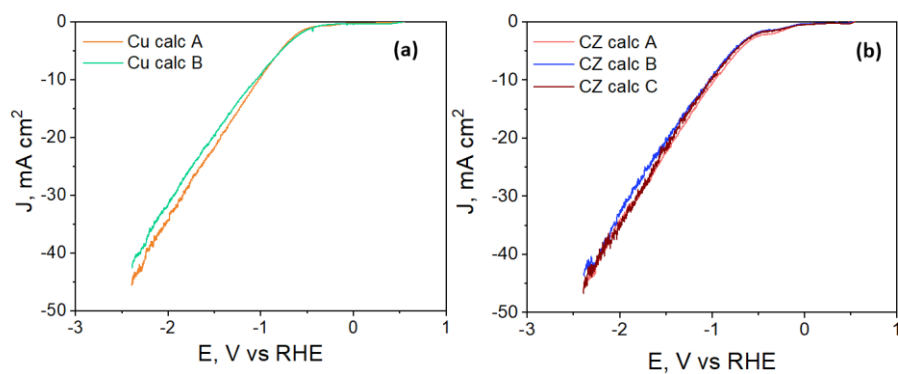 0
-10
-20
-30
-40
-50
J, mA cm²
Cu calc A
Cu calc B
(a)
-3
-2
-1
0
1
E, V vs RHE
0
-10
-20
-30
-40
-50
J, mA cm²
CZ calc A
CZ calc B
CZ calc C
(b)
-3
-2
-1
0
1
E, V vs RHE